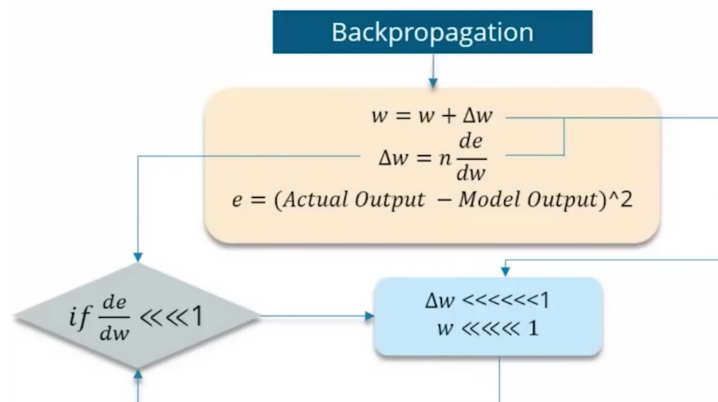 Backpropagation
w = w + Δw
Δw = n de/dw
e = (Actual Output − Model Output)^2
if de/dw ⋘1
Δw <<<<<<1
w ⋘ 1